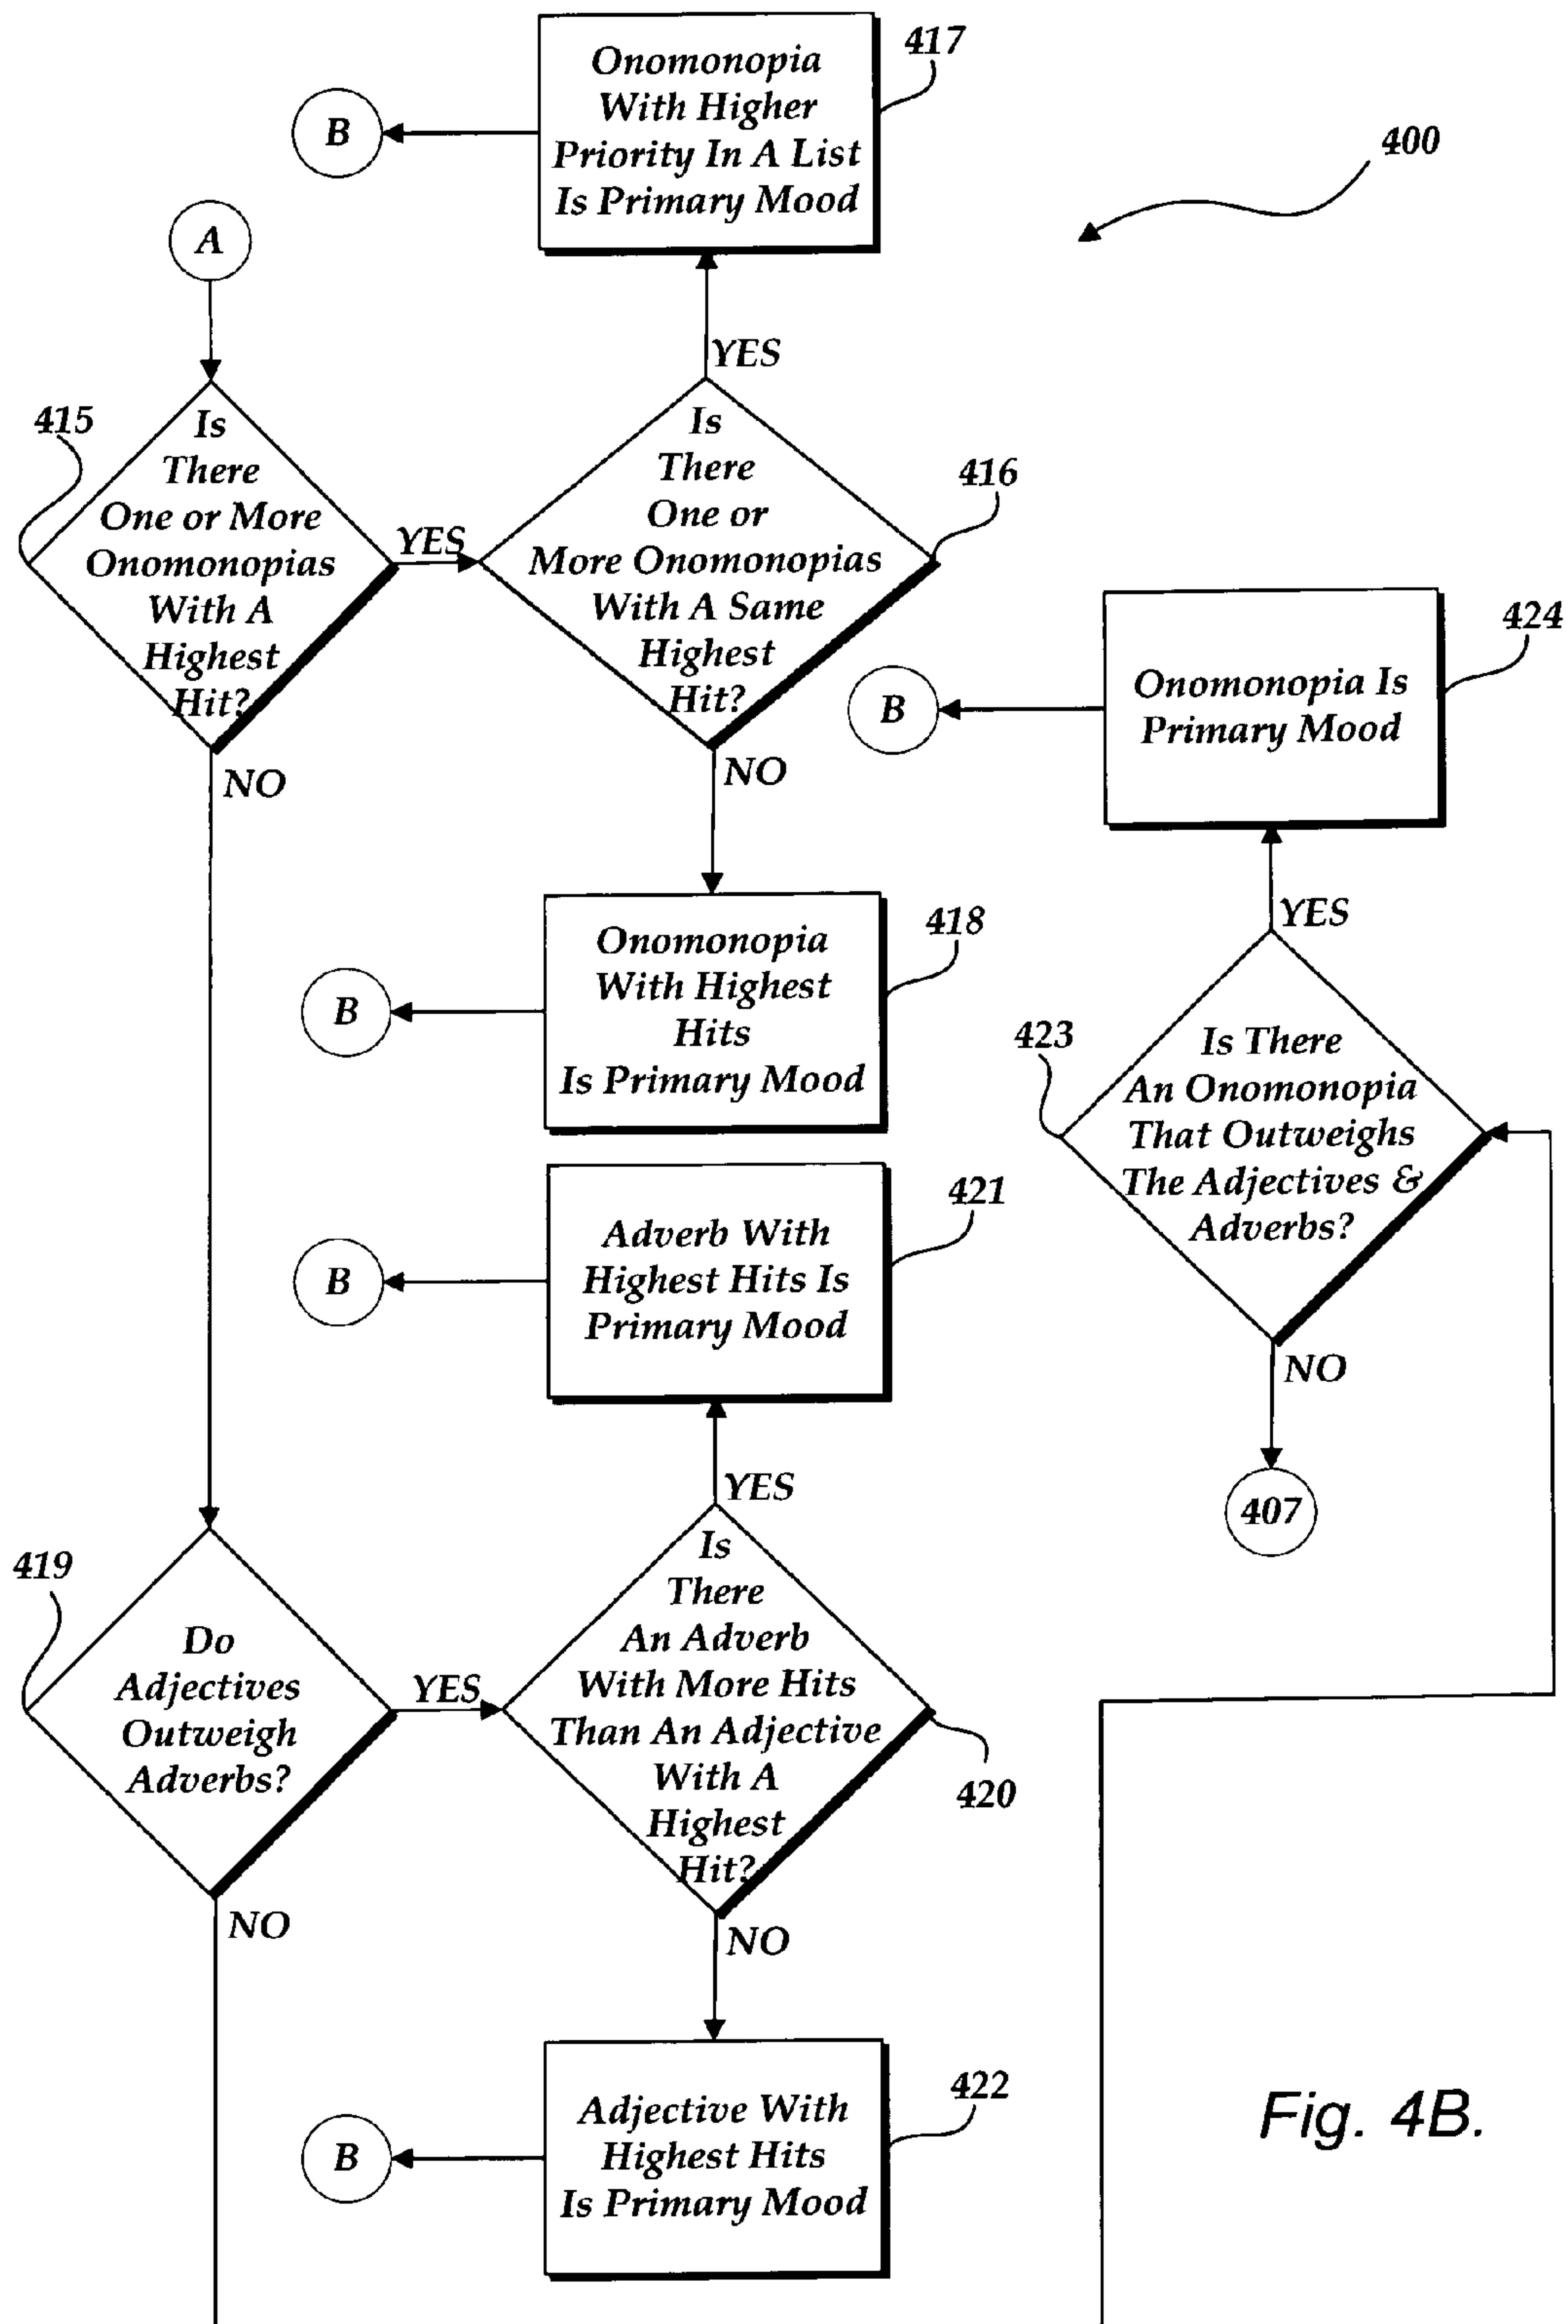 417
Onomonopia
With Higher
Priority In A List
Is Primary Mood
B
400
A
YES
415
Is
There
One or More
Onomonopias
With A
Highest
Hit?
YES
Is
There
One or
More Onomonopias
With A Same
Highest
Hit?
416
NO
NO
424
Onomonopia Is
Primary Mood
B
418
Onomonopia
With Highest
Hits
Is Primary Mood
B
YES
423
Is There
An Onomonopia
That Outweighs
The Adjectives &
Adverbs?
NO
407
421
Adverb With
Highest Hits Is
Primary Mood
B
YES
419
Do
Adjectives
Outweigh
Adverbs?
YES
Is
There
An Adverb
With More Hits
Than An Adjective
With A
Highest
Hit?
420
NO
NO
422
Adjective With
Highest Hits
Is Primary Mood
B
Fig. 4B.